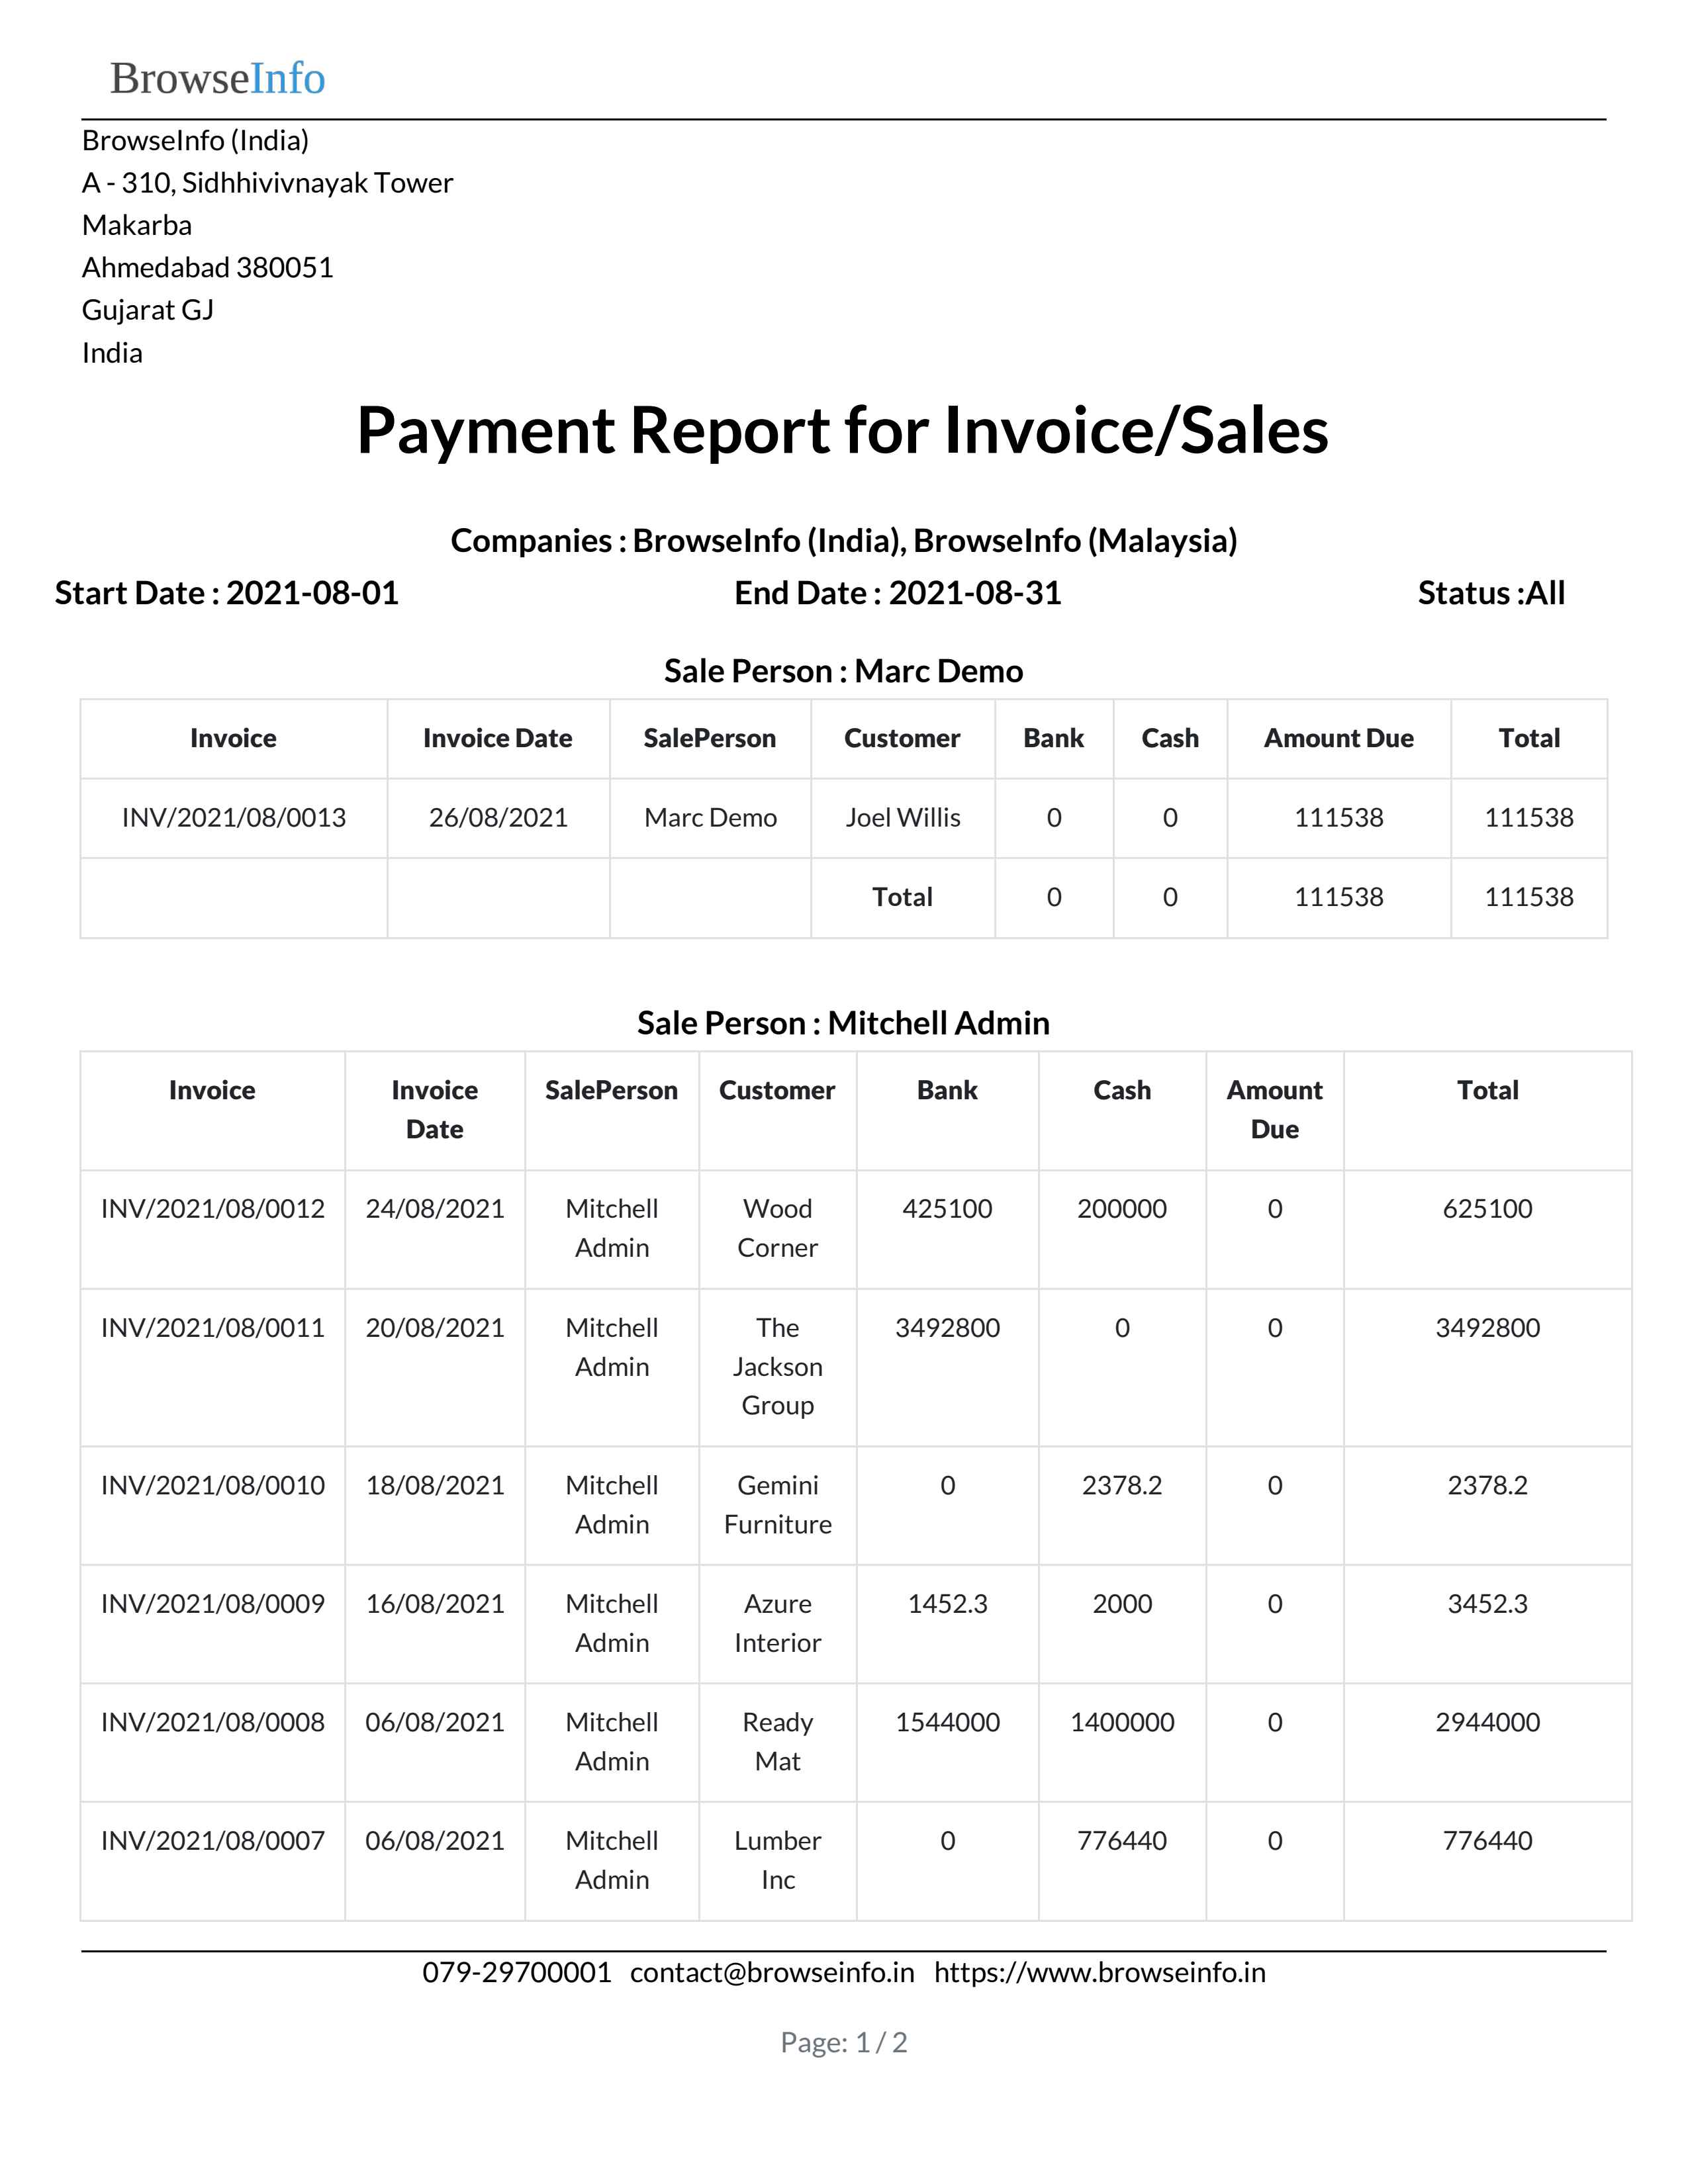 BrowseInfo
BrowseInfo (India)
A - 310, Sidhhivivnayak Tower
Makarba
Ahmedabad 380051
Gujarat GJ
India
Payment Report for Invoice/Sales
Companies : BrowseInfo (India), BrowseInfo (Malaysia)
Start Date : 2021-08-01 End Date : 2021-08-31 Status :All
Sale Person : Marc Demo
Invoice Invoice Date SalePerson Customer Bank Cash Amount Due Total
INV/2021/08/0013 26/08/2021 Marc Demo Joel Willis 0 0 111538 111538
Total 0 0 111538 111538
Sale Person : Mitchell Admin
Invoice Invoice SalePerson Customer Bank Cash Amount Total
Date Due
INV/2021/08/0012 24/08/2021 Mitchell Wood 425100 200000 0 625100
Admin Corner
INV/2021/08/0011 20/08/2021 Mitchell The 3492800 0 0 3492800
Admin Jackson
Group
INV/2021/08/0010 18/08/2021 Mitchell Gemini 0 2378.2 0 2378.2
Admin Furniture
INV/2021/08/0009 16/08/2021 Mitchell Azure 1452.3 2000 0 3452.3
Admin Interior
INV/2021/08/0008 06/08/2021 Mitchell Ready 1544000 1400000 0 2944000
Admin Mat
INV/2021/08/0007 06/08/2021 Mitchell Lumber 0 776440 0 776440
Admin Inc
079-29700001 contact@browseinfo.in https://www.browseinfo.in
Page: 1 / 2